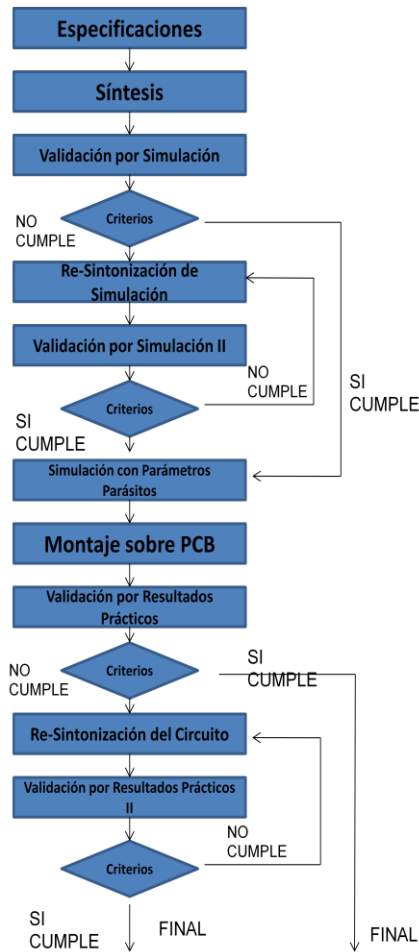 Especificaciones
Síntesis
Validación por Simulación
Criterios
NO
CUMPLE
Re-Sintonización de
Simulación
Validación por Simulación II
NO
CUMPLE
Criterios
SI
CUMPLE
SI
CUMPLE
Simulación con Parámetros
Parásitos
Montaje sobre PCB
Validación por Resultados
Prácticos
Criterios
SI
CUMPLE
NO
CUMPLE
Re-Sintonización del Circuito
Validación por Resultados Prácticos
II
NO
CUMPLE
Criterios
SI
CUMPLE
FINAL
FINAL